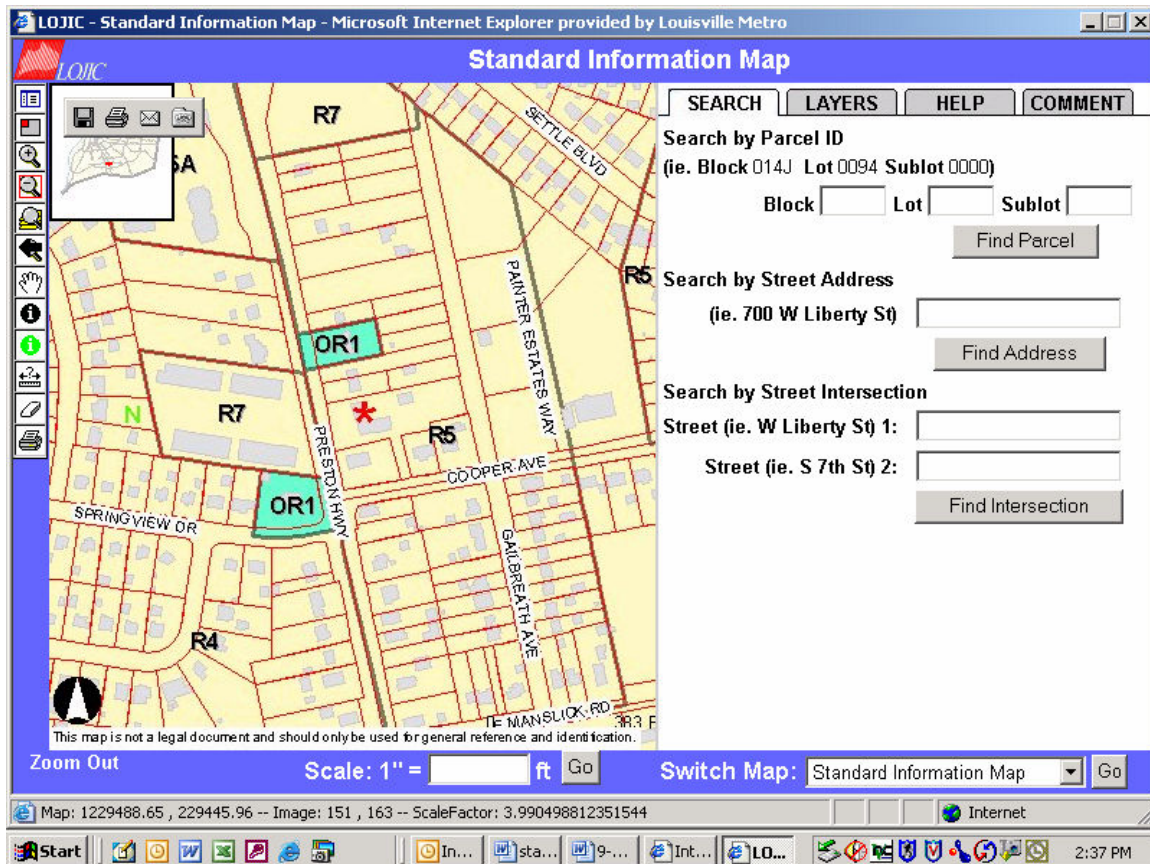 LOJIC - Standard Information Map - Microsoft Internet Explorer provided by Louisville Metro
LOJIC
Standard Information Map
SEARCH
LAYERS
HELP
COMMENT
Search by Parcel ID
(ie. Block 014J Lot 0094 Sublot 0000)
Block
Lot
Sublot
Find Parcel
Search by Street Address
(ie. 700 W Liberty St)
Find Address
Search by Street Intersection
Street (ie. W Liberty St) 1:
Street (ie. S 7th St) 2:
Find Intersection
R7
SETTLE BLVD
R5
PAINTER ESTATES WAY
OR1
R7
N
*
R5
PRESTON HWY
COOPER AVE
OR1
SPRINGVIEW DR
GAILBREATH AVE
R4
MANSLICK RD
This map is not a legal document and should only be used for general reference and identification.
Zoom Out
Scale: 1" =
ft
Go
Switch Map:
Standard Information Map
Go
Map: 1229488.65 , 229445.96 -- Image: 151 , 163 -- ScaleFactor: 3.990498812351544
Internet
Start
In...
sta...
9-...
Int...
LO...
2:37 PM